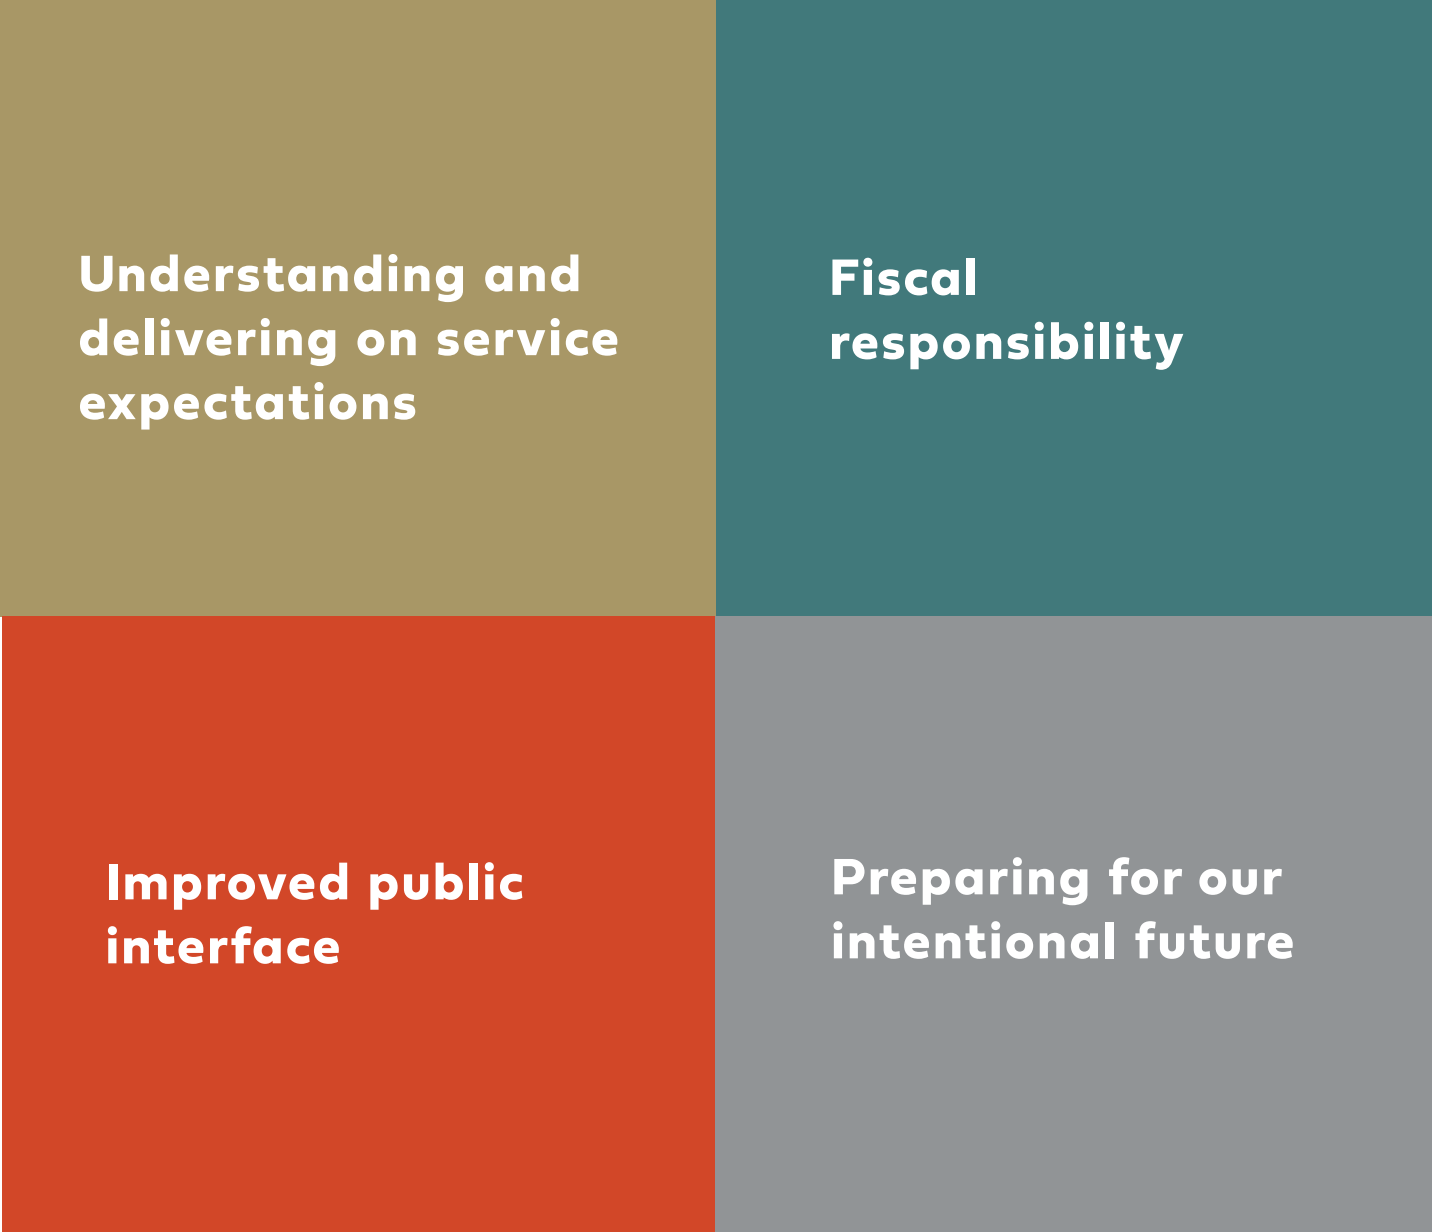 Understanding and
delivering on service
expectations
Fiscal
responsibility
Improved public
interface
Preparing for our
intentional future